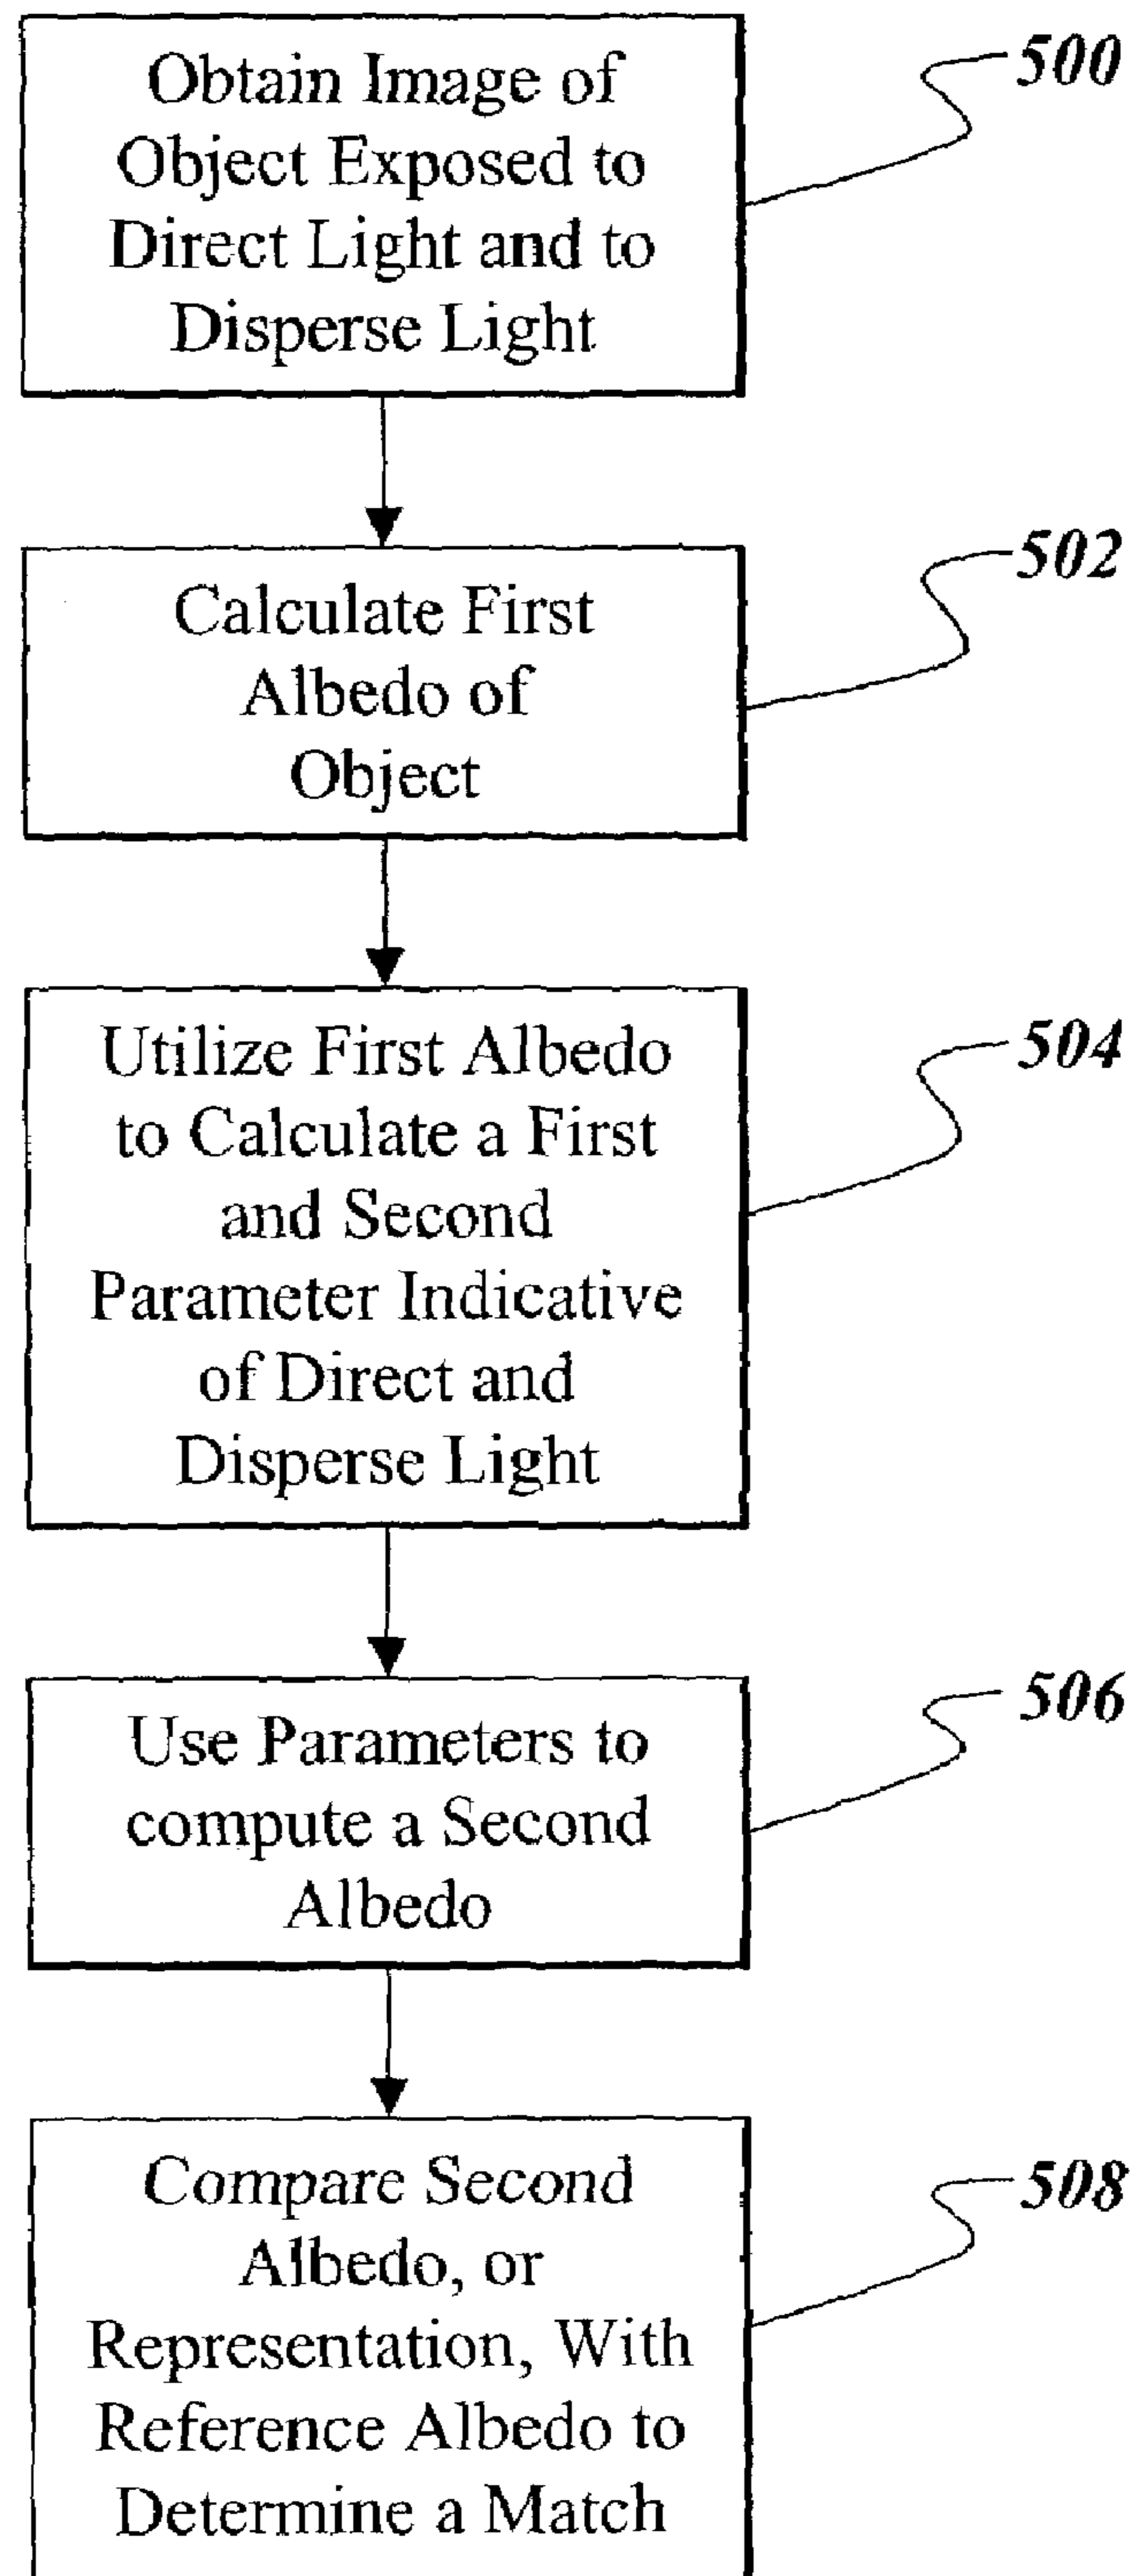 Obtain Image of
Object Exposed to
Direct Light and to
Disperse Light
500
Calculate First
Albedo of
Object
502
Utilize First Albedo
to Calculate a First
and Second
Parameter Indicative
of Direct and
Disperse Light
504
Use Parameters to
compute a Second
Albedo
506
Compare Second
Albedo, or
Representation, With
Reference Albedo to
Determine a Match
508